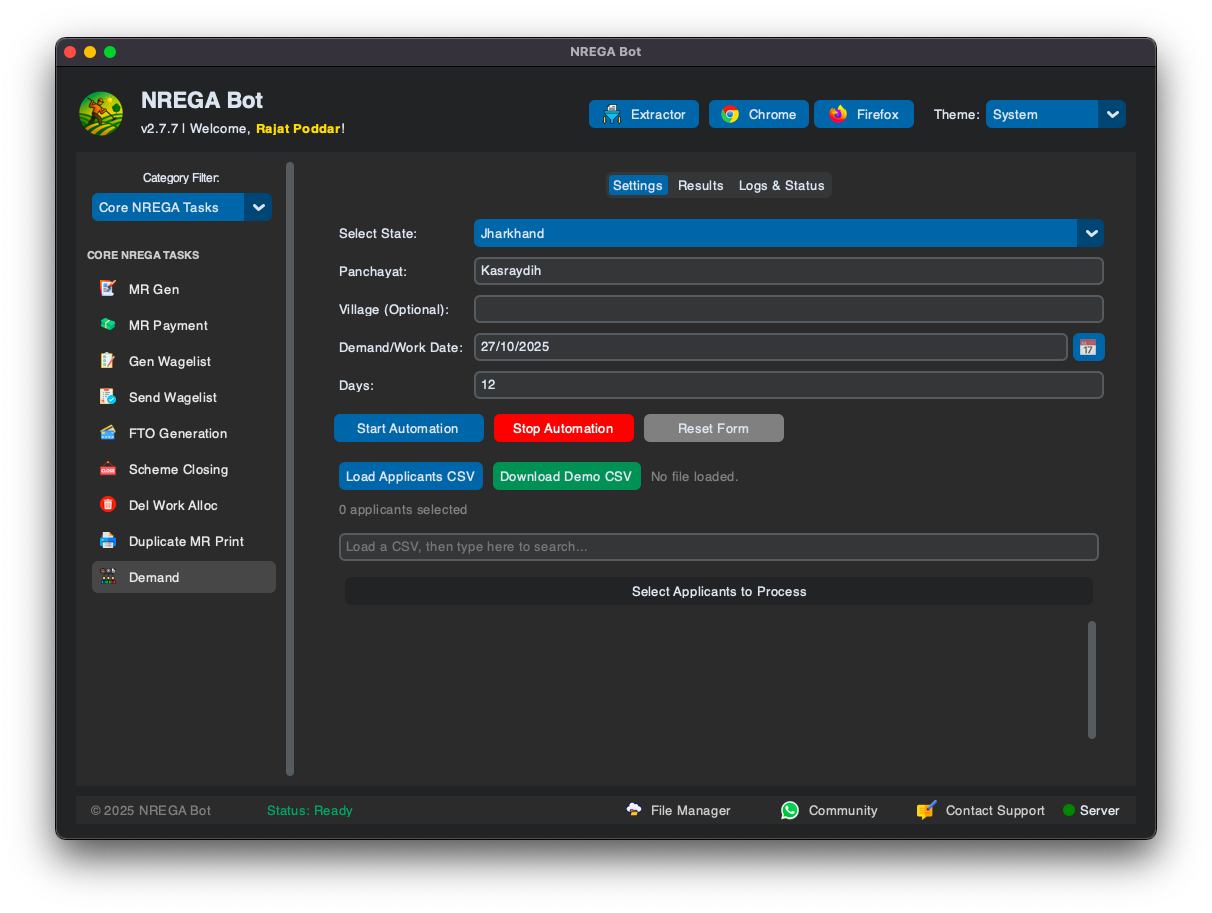 NREGA Bot
NREGA Bot
v2.7.7 | Welcome, Rajat Poddar!
Extractor
Chrome
Firefox
Theme:
System
Category Filter:
Core NREGA Tasks
CORE NREGA TASKS
MR Gen
MR Payment
Gen Wagelist
Send Wagelist
FTO Generation
Scheme Closing
Del Work Alloc
Duplicate MR Print
Demand
Settings
Results
Logs & Status
Select State:
Jharkhand
Panchayat:
Kasraydih
Village (Optional):
Demand/Work Date:
27/10/2025
17
Days:
12
Start Automation
Stop Automation
Reset Form
Load Applicants CSV
Download Demo CSV
No file loaded.
0 applicants selected
Load a CSV, then type here to search...
Select Applicants to Process
© 2025 NREGA Bot
Status: Ready
File Manager
Community
Contact Support
Server